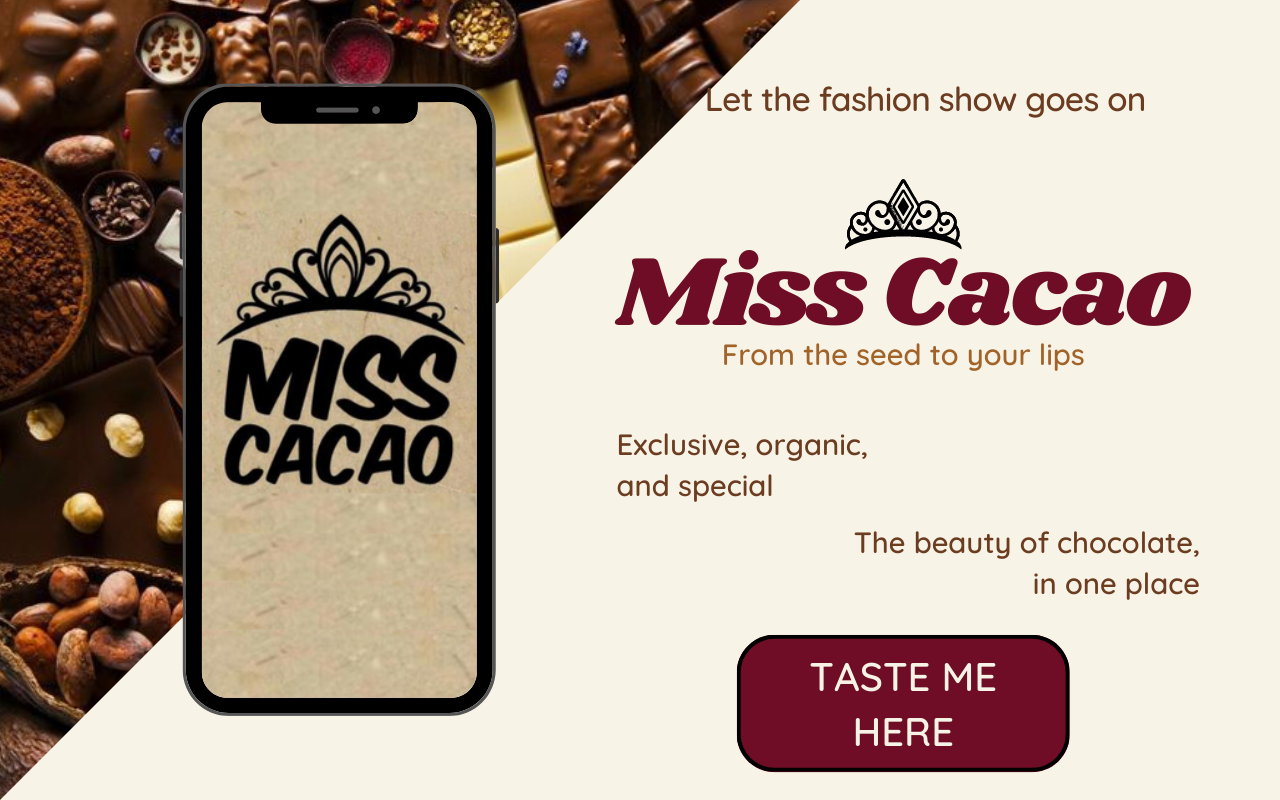 Let the fashion show goes on
MISS
CACAO
Miss Cacao
From the seed to your lips
Exclusive, organic,
and special
The beauty of chocolate,
in one place
TASTE ME
HERE